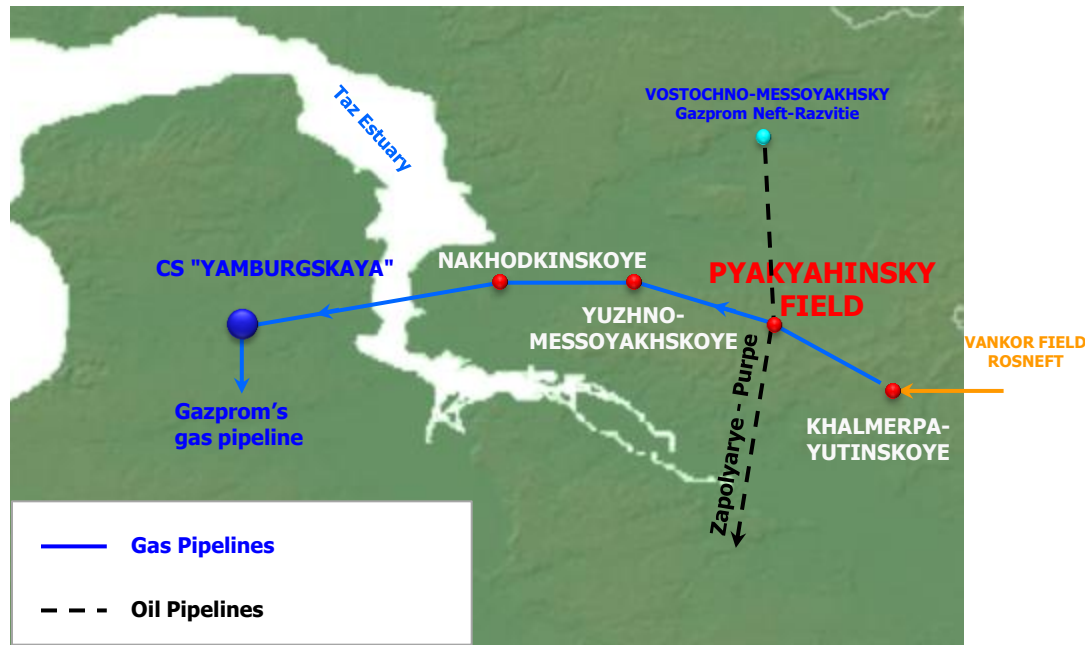 VOSTOCHNO-MESSOYAKHSKY
Gazprom Neft-Razvitie
Taz Estuary
CS "YAMBURGSKAYA"
NAKHODKINSKOYE
PYAKYAHINSKY
FIELD
YUZHNO-
MESSOYAKHSKOYE
VANKOR FIELD
ROSNEFT
Zapolyarye - Purpe
Gazprom’s
gas pipeline
KHALMERPA-
YUTINSKOYE
Gas Pipelines
Oil Pipelines